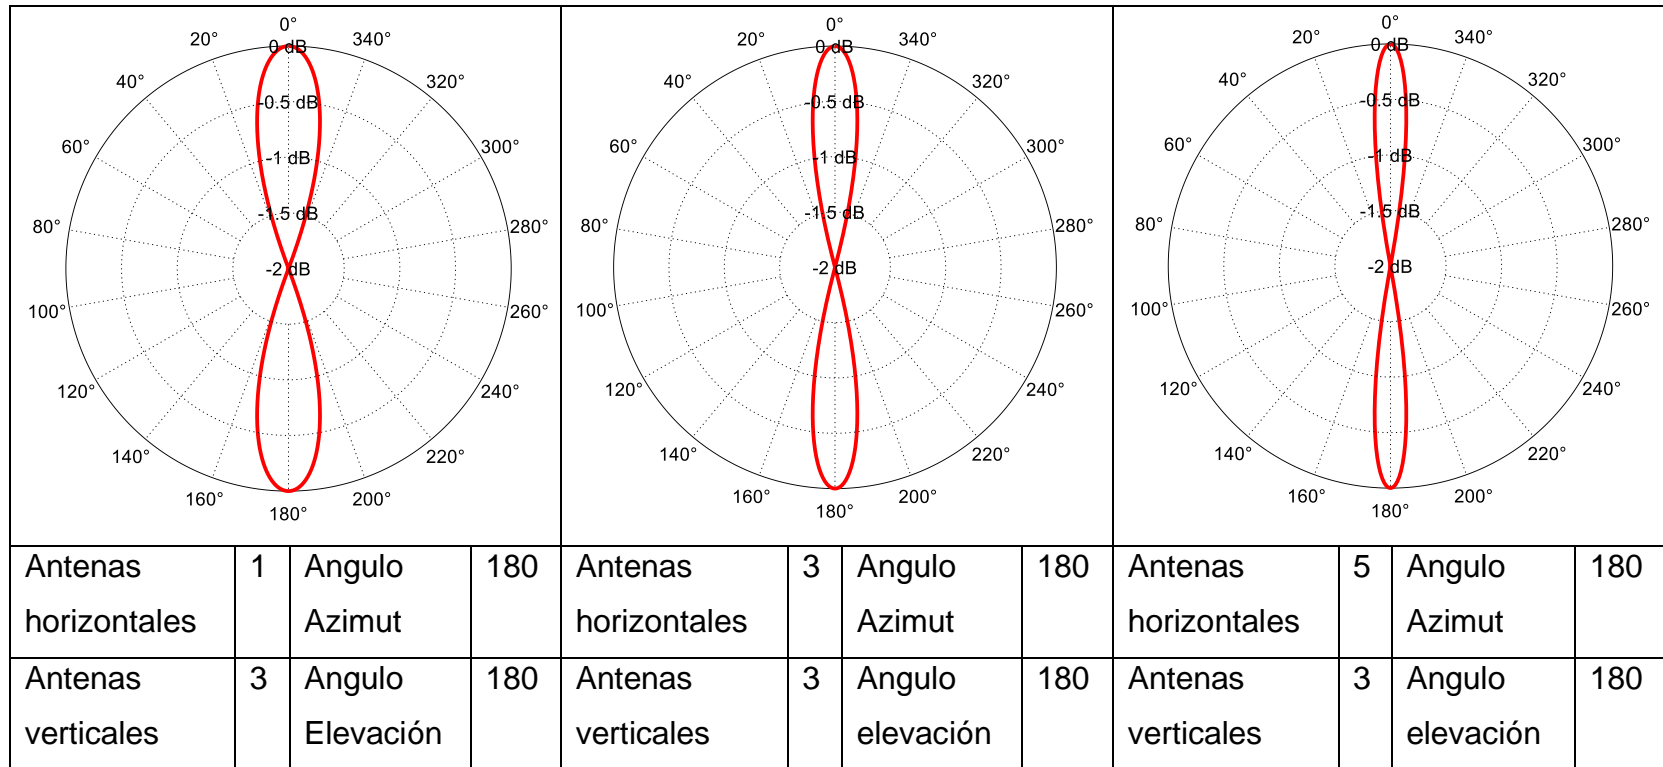 0°
20°
340°
40°
320°
60°
300°
80°
280°
100°
260°
120°
240°
140°
220°
160°
200°
180°
0 dB
-0.5 dB
-1 dB
-1.5 dB
-2 dB
0°
20°
340°
40°
320°
60°
300°
80°
280°
100°
260°
120°
240°
140°
220°
160°
200°
180°
0 dB
-0.5 dB
-1 dB
-1.5 dB
-2 dB
0°
20°
340°
40°
320°
60°
300°
80°
280°
100°
260°
120°
240°
140°
220°
160°
200°
180°
0 dB
-0.5 dB
-1 dB
-1.5 dB
-2 dB
Antenas 1 Angulo 180 Antenas 3 Angulo 180 Antenas 5 Angulo 180
horizontales Azimut horizontales Azimut horizontales Azimut
Antenas 3 Angulo 180 Antenas 3 Angulo 180 Antenas 3 Angulo 180
verticales Elevación verticales elevación verticales elevación